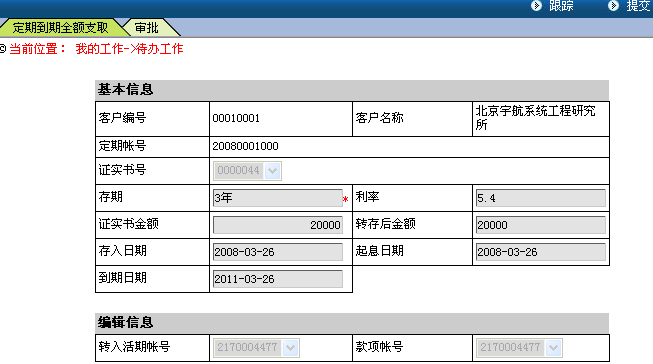 跟踪 提交
定期到期全额支取 审批
当前位置： 我的工作->待办工作
基本信息
客户编号 00010001 客户名称 北京宇航系统工程研究
所
定期帐号 20080001000
证实书号 0000044
存期 3年 * 利率 5.4
证实书金额 20000 转存后金额 20000
存入日期 2008-03-26 起息日期 2008-03-26
到期日期 2011-03-26
编辑信息
转入活期帐号 2170004477 款项帐号 2170004477